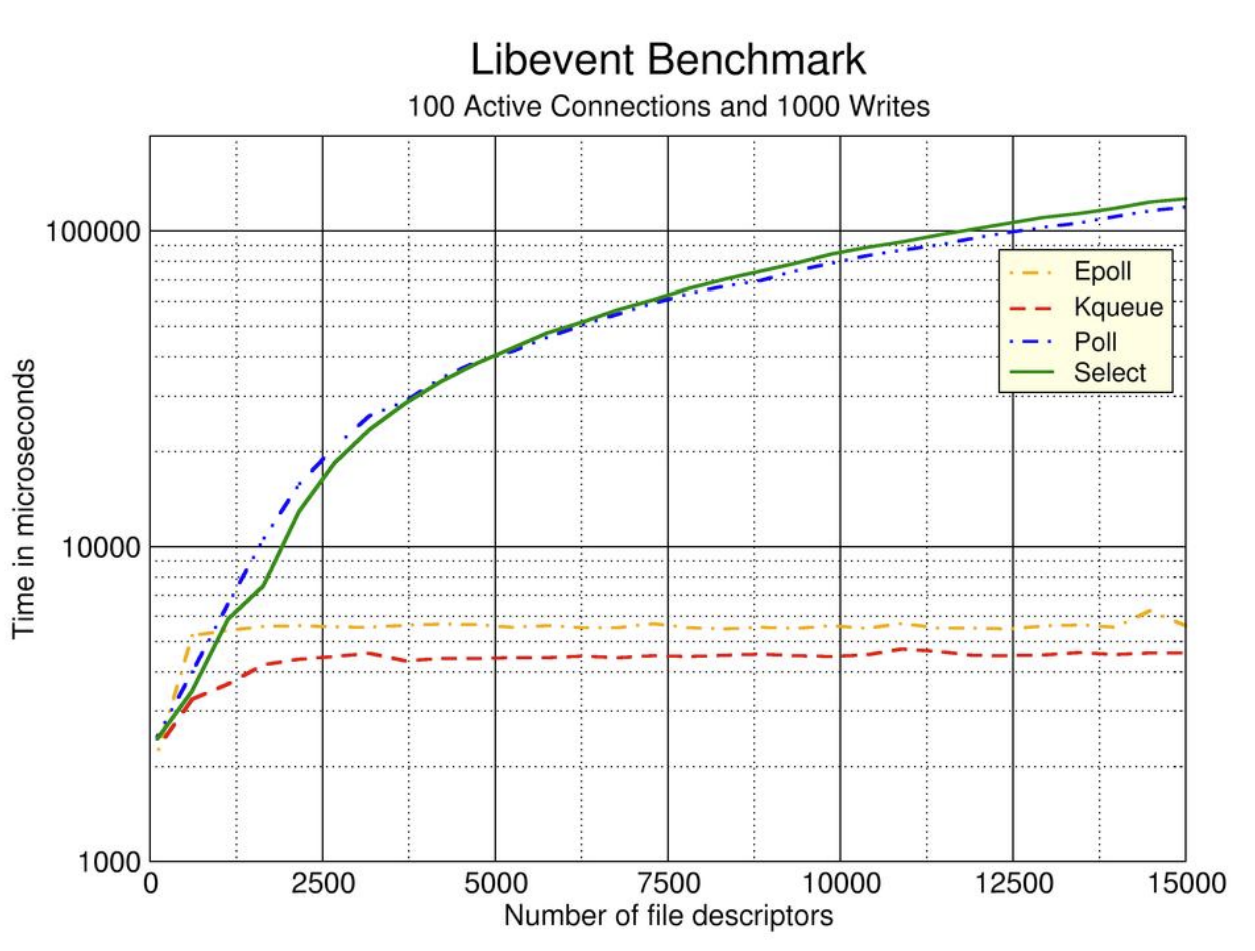 Libevent Benchmark
100 Active Connections and 1000 Writes
Time in microseconds
100000
10000
1000
Epoll
Kqueue
Poll
Select
0 2500 5000 7500 10000 12500 15000
Number of file descriptors